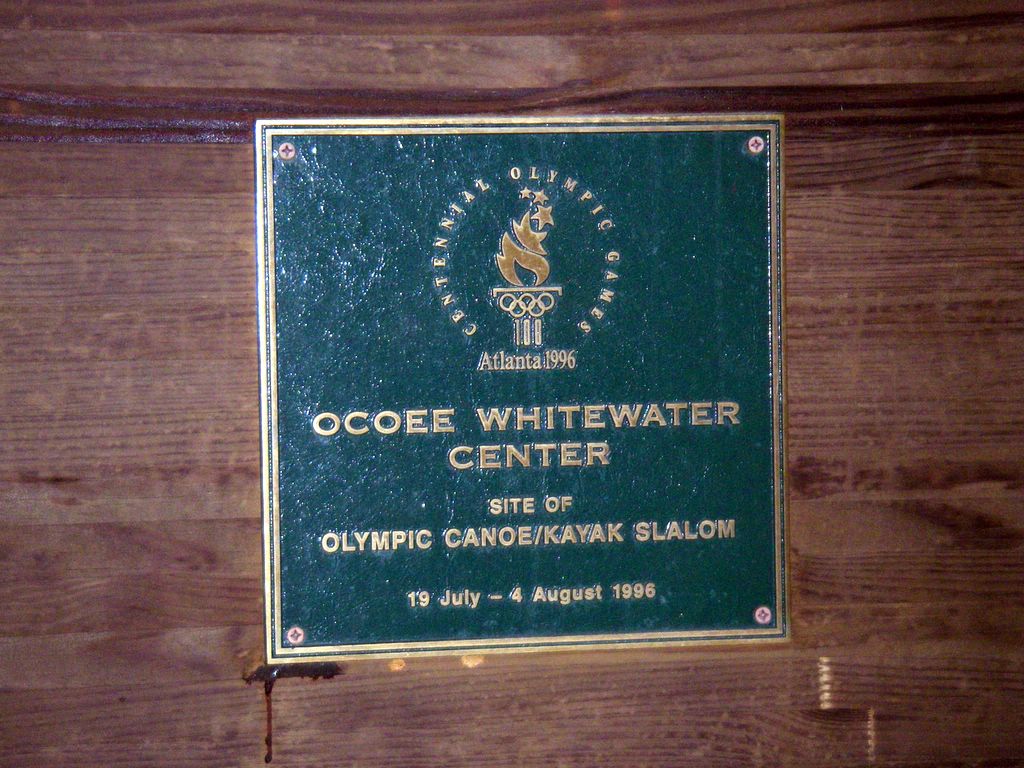 CENTENNIAL OLYMPIC GAMES
100
Atlanta 1996
OCOEE WHITEWATER
CENTER
SITE OF
OLYMPIC CANOE/KAYAK SLALOM
19 July – 4 August 1996